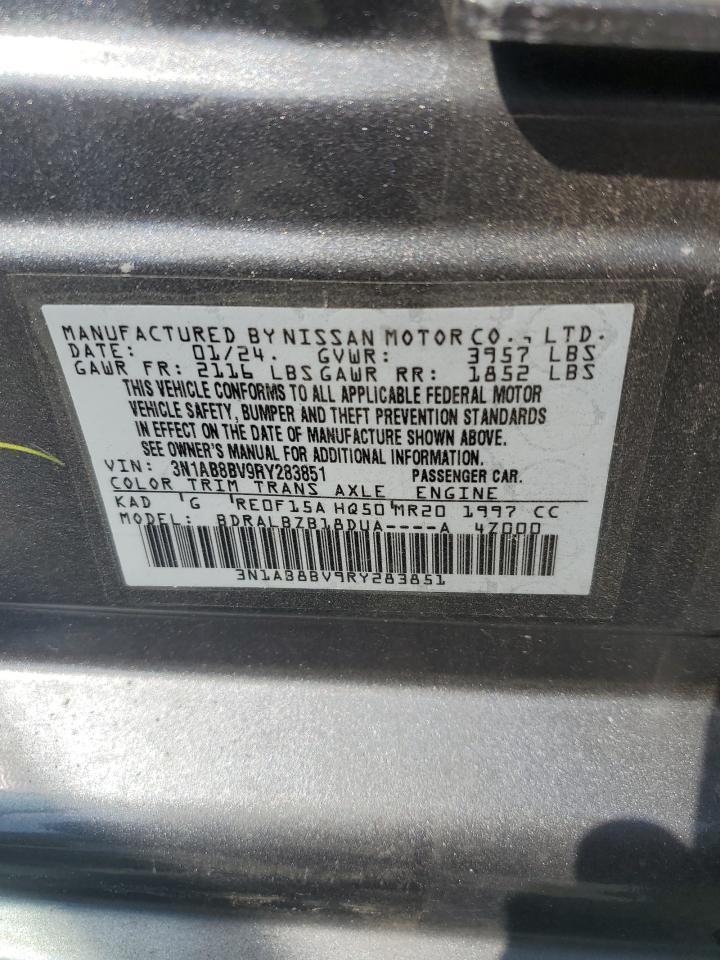 MANUFACTURED BY NISSAN MOTOR CO., LTD.
DATE: 01/24. GVWR: 3957 LBS
GAWR FR: 2116 LBS GAWR RR: 1852 LBS
THIS VEHICLE CONFORMS TO ALL APPLICABLE FEDERAL MOTOR
VEHICLE SAFETY, BUMPER AND THEFT PREVENTION STANDARDS
IN EFFECT ON THE DATE OF MANUFACTURE SHOWN ABOVE.
SEE OWNER'S MANUAL FOR ADDITIONAL INFORMATION.
VIN: 3N1AB8BV9RY283851 PASSENGER CAR.
COLOR TRIM TRANS AXLE ENGINE
KAD G RE0F15A HQ50 MR20 1997 CC
MODEL: BDRALBZB18DUA----A 4Z000
3N1AB8BV9RY283851